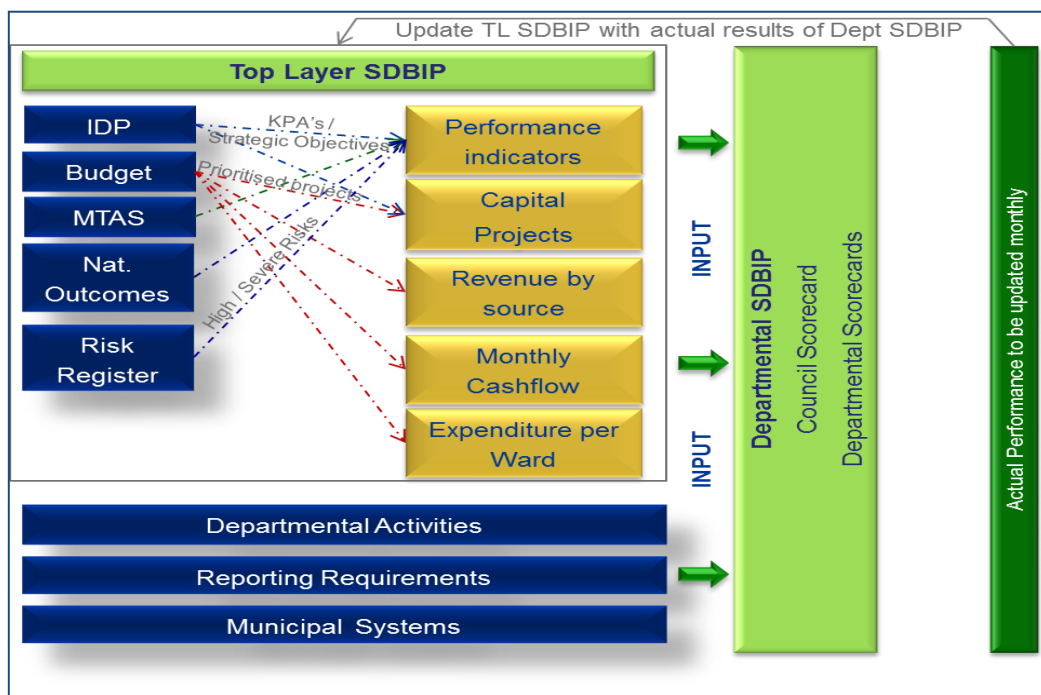 Update TL SDBIP with actual results of Dept SDBIP
Top Layer SDBIP
IDP
Budget
MTAS
Nat.
Outcomes
Risk
Register
KPA's /
Strategic Objectives
Prioritised projects
High / Severe Risks
Performance
indicators
Capital
Projects
Revenue by
source
Monthly
Cashflow
Expenditure per
Ward
INPUT
INPUT
Departmental SDBIP
Council Scorecard
Departmental Scorecards
Actual Performance to be updated monthly
Departmental Activities
Reporting Requirements
Municipal Systems